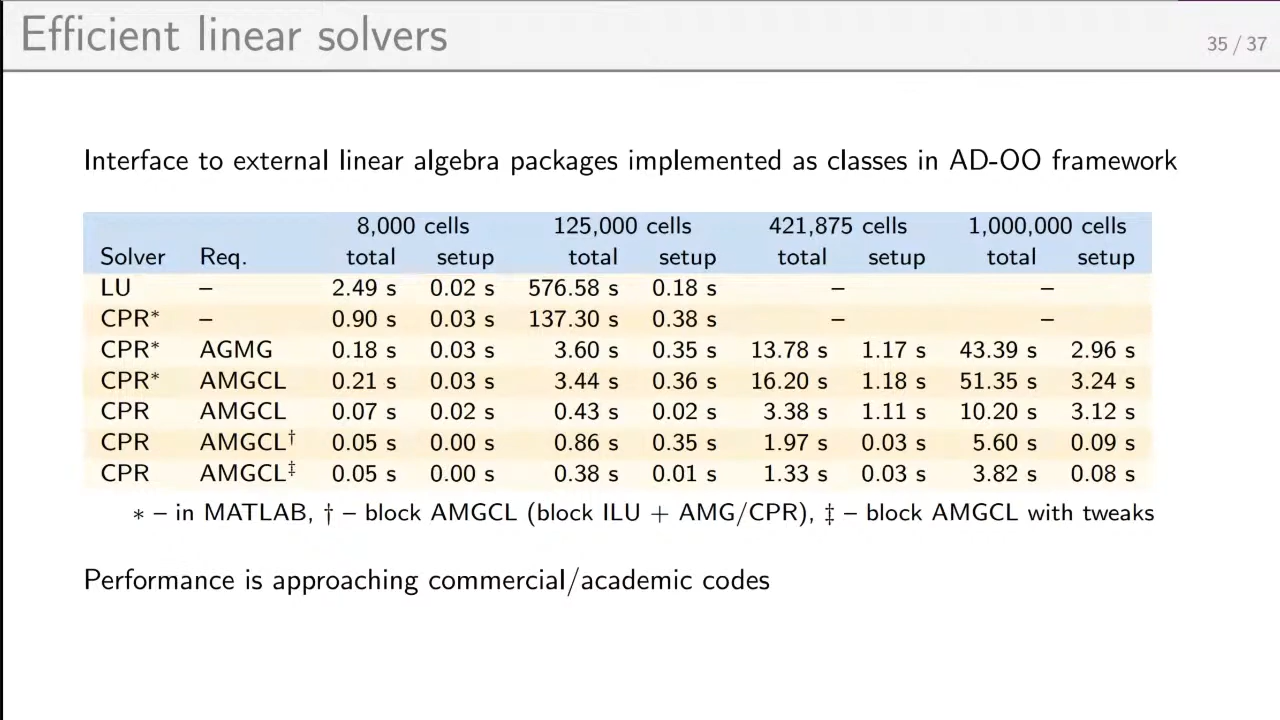 Efficient linear solvers
35 / 37
Interface to external linear algebra packages implemented as classes in AD-OO framework
8,000 cells 125,000 cells 421,875 cells 1,000,000 cells
Solver Req. total setup total setup total setup total setup
LU – 2.49 s 0.02 s 576.58 s 0.18 s – –
CPR* – 0.90 s 0.03 s 137.30 s 0.38 s – –
CPR* AGMG 0.18 s 0.03 s 3.60 s 0.35 s 13.78 s 1.17 s 43.39 s 2.96 s
CPR* AMGCL 0.21 s 0.03 s 3.44 s 0.36 s 16.20 s 1.18 s 51.35 s 3.24 s
CPR AMGCL 0.07 s 0.02 s 0.43 s 0.02 s 3.38 s 1.11 s 10.20 s 3.12 s
CPR AMGCL† 0.05 s 0.00 s 0.86 s 0.35 s 1.97 s 0.03 s 5.60 s 0.09 s
CPR AMGCL‡ 0.05 s 0.00 s 0.38 s 0.01 s 1.33 s 0.03 s 3.82 s 0.08 s
* – in MATLAB, † – block AMGCL (block ILU + AMG/CPR), ‡ – block AMGCL with tweaks
Performance is approaching commercial/academic codes